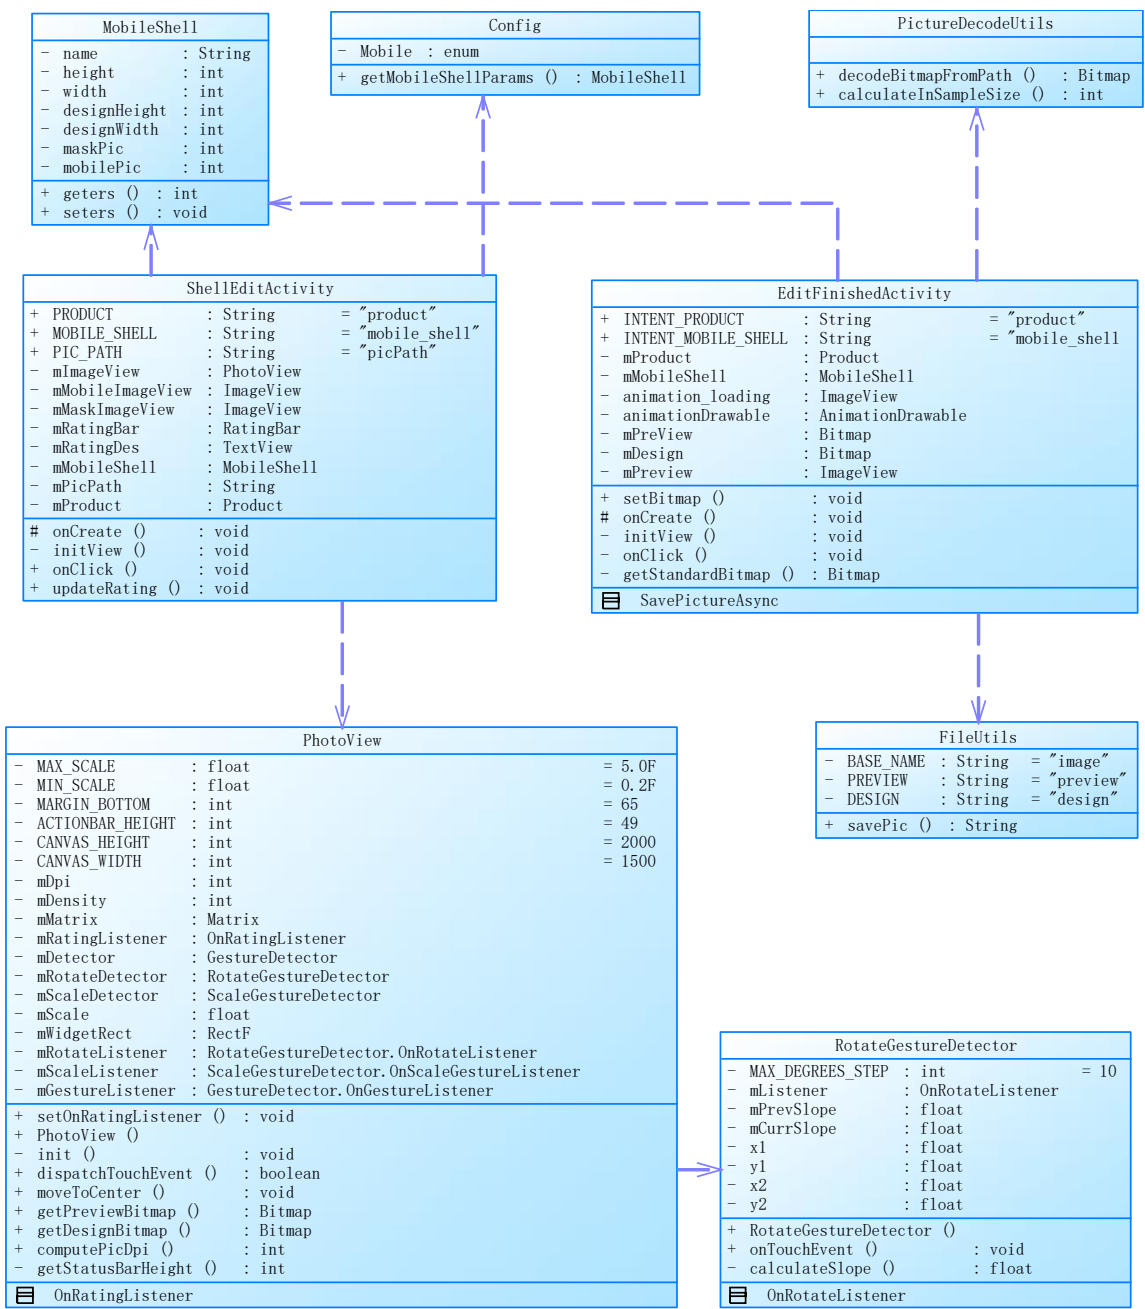 MobileShell
- name : String
- height : int
- width : int
- designHeight : int
- designWidth : int
- maskPic : int
- mobilePic : int
+ geters () : int
+ seters () : void
Config
- Mobile : enum
+ getMobileShellParams () : MobileShell
PictureDecodeUtils
+ decodeBitmapFromPath () : Bitmap
+ calculateInSampleSize () : int
ShellEditActivity
+ PRODUCT : String = "product"
+ MOBILE_SHELL : String = "mobile_shell"
+ PIC_PATH : String = "picPath"
- mImageView : PhotoView
- mMobileImageView : ImageView
- mMaskImageView : ImageView
- mRatingBar : RatingBar
- mRatingDes : TextView
- mMobileShell : MobileShell
- mPicPath : String
- mProduct : Product
# onCreate () : void
- initView () : void
+ onClick () : void
+ updateRating () : void
EditFinishedActivity
+ INTENT_PRODUCT : String = "product"
+ INTENT_MOBILE_SHELL : String = "mobile_shell
- mProduct : Product
- mMobileShell : MobileShell
- animation_loading : ImageView
- animationDrawable : AnimationDrawable
- mPreView : Bitmap
- mDesign : Bitmap
- mPreview : ImageView
+ setBitmap () : void
# onCreate () : void
- initView () : void
- onClick () : void
- getStandardBitmap () : Bitmap
SavePictureAsync
PhotoView
- MAX_SCALE : float = 5.0F
- MIN_SCALE : float = 0.2F
- MARGIN_BOTTOM : int = 65
- ACTIONBAR_HEIGHT : int = 49
- CANVAS_HEIGHT : int = 2000
- CANVAS_WIDTH : int = 1500
- mDpi : int
- mDensity : int
- mMatrix : Matrix
- mRatingListener : OnRatingListener
- mDetector : GestureDetector
- mRotateDetector : RotateGestureDetector
- mScaleDetector : ScaleGestureDetector
- mScale : float
- mWidgetRect : RectF
- mRotateListener : RotateGestureDetector.OnRotateListener
- mScaleListener : ScaleGestureDetector.OnScaleGestureListener
- mGestureListener : GestureDetector.OnGestureListener
+ setOnRatingListener () : void
+ PhotoView ()
- init () : void
+ dispatchTouchEvent () : boolean
+ moveToCenter () : void
+ getPreviewBitmap () : Bitmap
+ getDesignBitmap () : Bitmap
+ computePicDpi () : int
- getStatusBarHeight () : int
OnRatingListener
FileUtils
- BASE_NAME : String = "image"
- PREVIEW : String = "preview"
- DESIGN : String = "design"
+ savePic () : String
RotateGestureDetector
- MAX_DEGREES_STEP : int = 10
- mListener : OnRotateListener
- mPrevSlope : float
- mCurrSlope : float
- x1 : float
- y1 : float
- x2 : float
- y2 : float
+ RotateGestureDetector ()
+ onTouchEvent () : void
- calculateSlope () : float
OnRotateListener